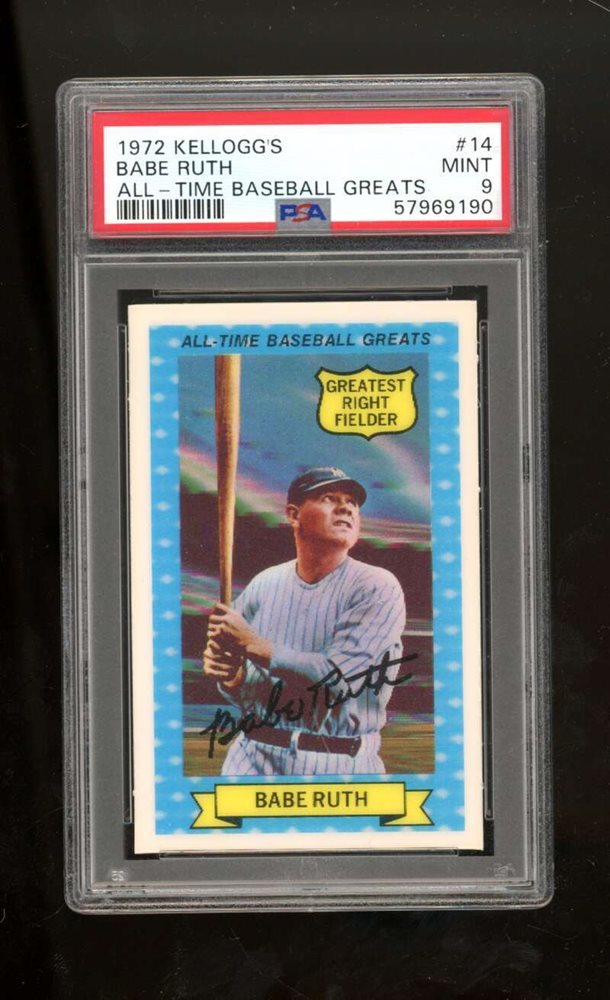 1972 KELLOGG'S #14
BABE RUTH MINT
ALL-TIME BASEBALL GREATS 9
PSA 57969190
ALL-TIME BASEBALL GREATS
GREATEST
RIGHT
FIELDER
Babe Ruth
BABE RUTH